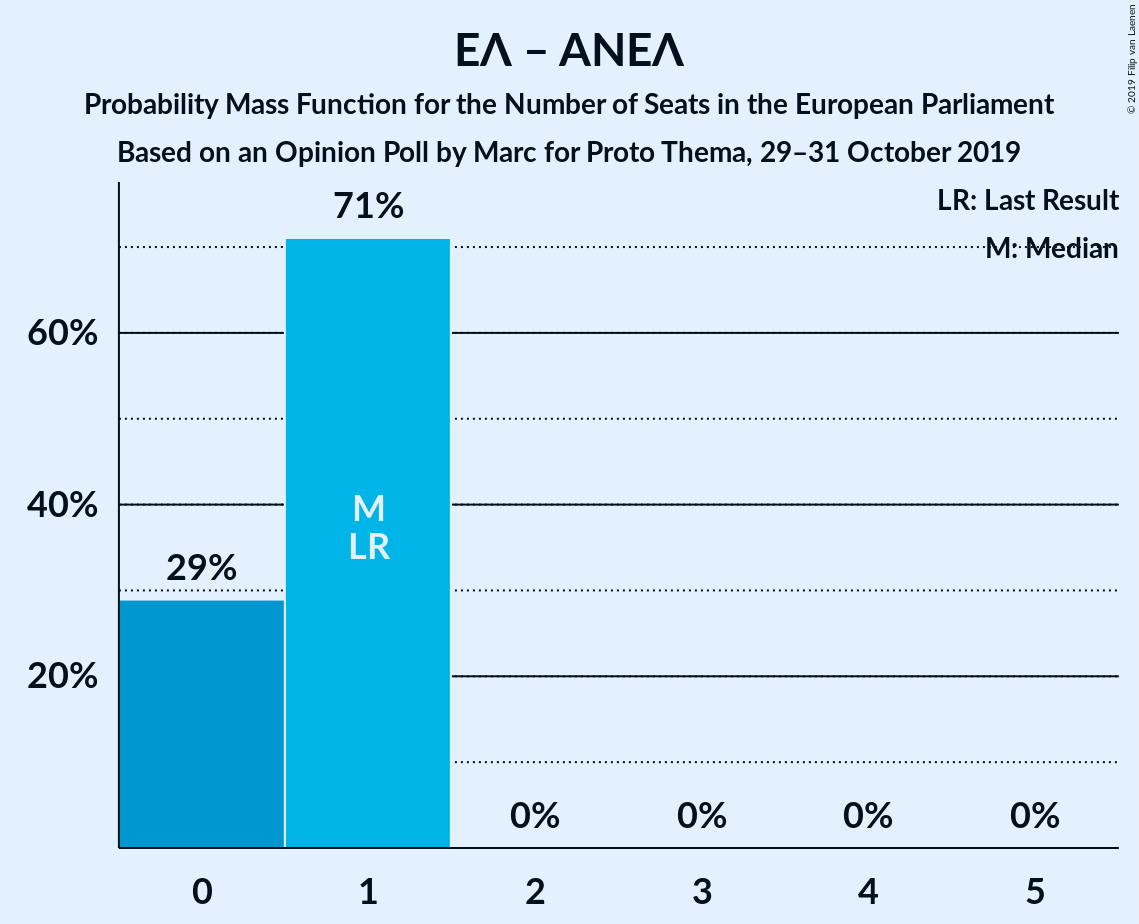 ΕΛ – ΑΝΕΛ
Probability Mass Function for the Number of Seats in the European Parliament
Based on an Opinion Poll by Marc for Proto Thema, 29–31 October 2019
© 2019 Filip van Laenen
LR: Last Result
M: Median
71%
60%
40%
20%
29%
M
LR
0%
0%
0%
0%
0
1
2
3
4
5